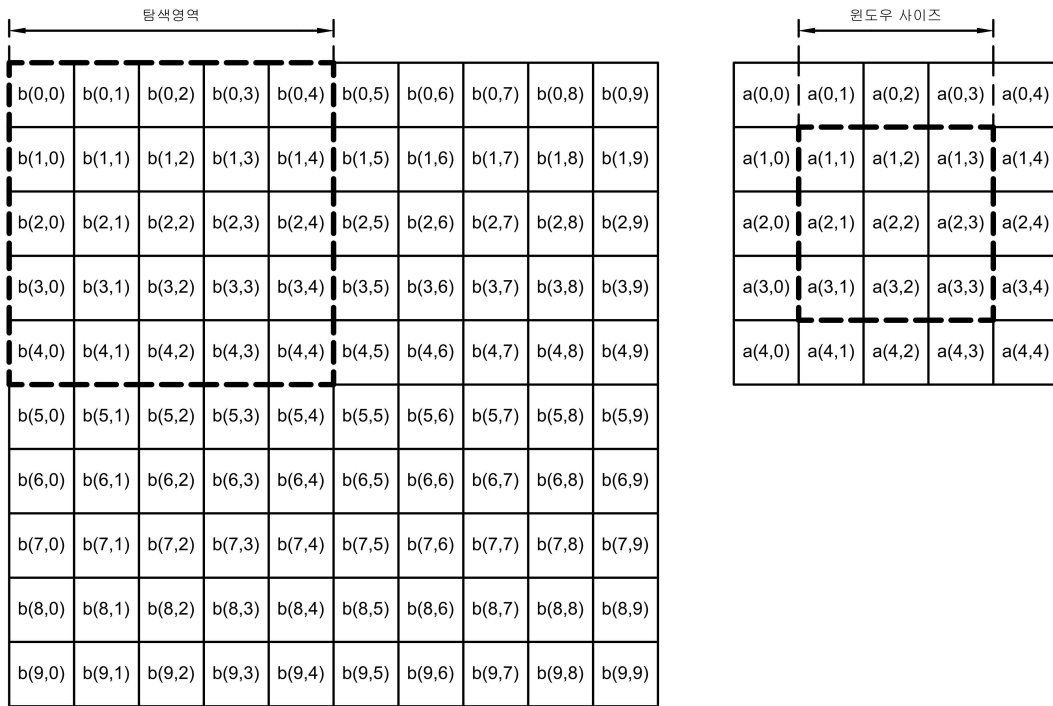 탐색영역 윈도우 사이즈
b(0,0) b(0,1) b(0,2) b(0,3) b(0,4) b(0,5) b(0,6) b(0,7) b(0,8) b(0,9) a(0,0) a(0,1) a(0,2) a(0,3) a(0,4)
b(1,0) b(1,1) b(1,2) b(1,3) b(1,4) b(1,5) b(1,6) b(1,7) b(1,8) b(1,9) a(1,0) a(1,1) a(1,2) a(1,3) a(1,4)
b(2,0) b(2,1) b(2,2) b(2,3) b(2,4) b(2,5) b(2,6) b(2,7) b(2,8) b(2,9) a(2,0) a(2,1) a(2,2) a(2,3) a(2,4)
b(3,0) b(3,1) b(3,2) b(3,3) b(3,4) b(3,5) b(3,6) b(3,7) b(3,8) b(3,9) a(3,0) a(3,1) a(3,2) a(3,3) a(3,4)
b(4,0) b(4,1) b(4,2) b(4,3) b(4,4) b(4,5) b(4,6) b(4,7) b(4,8) b(4,9) a(4,0) a(4,1) a(4,2) a(4,3) a(4,4)
b(5,0) b(5,1) b(5,2) b(5,3) b(5,4) b(5,5) b(5,6) b(5,7) b(5,8) b(5,9)
b(6,0) b(6,1) b(6,2) b(6,3) b(6,4) b(6,5) b(6,6) b(6,7) b(6,8) b(6,9)
b(7,0) b(7,1) b(7,2) b(7,3) b(7,4) b(7,5) b(7,6) b(7,7) b(7,8) b(7,9)
b(8,0) b(8,1) b(8,2) b(8,3) b(8,4) b(8,5) b(8,6) b(8,7) b(8,8) b(8,9)
b(9,0) b(9,1) b(9,2) b(9,3) b(9,4) b(9,5) b(9,6) b(9,7) b(9,8) b(9,9)